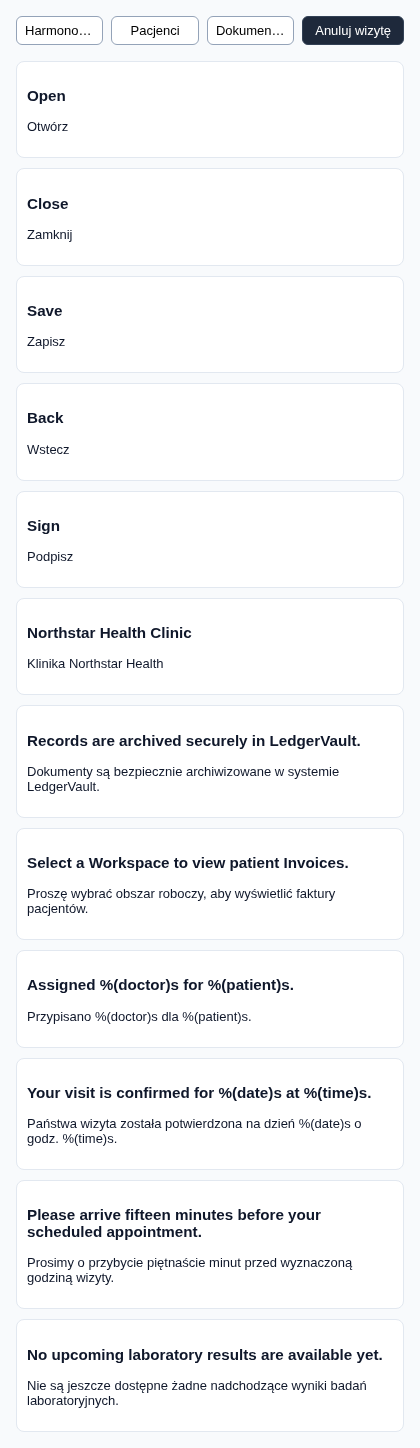 Harmono…
Pacjenci
Dokumen…
Anuluj wizytę
Open
Otwórz
Close
Zamknij
Save
Zapisz
Back
Wstecz
Sign
Podpisz
Northstar Health Clinic
Klinika Northstar Health
Records are archived securely in LedgerVault.
Dokumenty są bezpiecznie archiwizowane w systemie
LedgerVault.
Select a Workspace to view patient Invoices.
Proszę wybrać obszar roboczy, aby wyświetlić faktury
pacjentów.
Assigned %(doctor)s for %(patient)s.
Przypisano %(doctor)s dla %(patient)s.
Your visit is confirmed for %(date)s at %(time)s.
Państwa wizyta została potwierdzona na dzień %(date)s o
godz. %(time)s.
Please arrive fifteen minutes before your
scheduled appointment.
Prosimy o przybycie piętnaście minut przed wyznaczoną
godziną wizyty.
No upcoming laboratory results are available yet.
Nie są jeszcze dostępne żadne nadchodzące wyniki badań
laboratoryjnych.